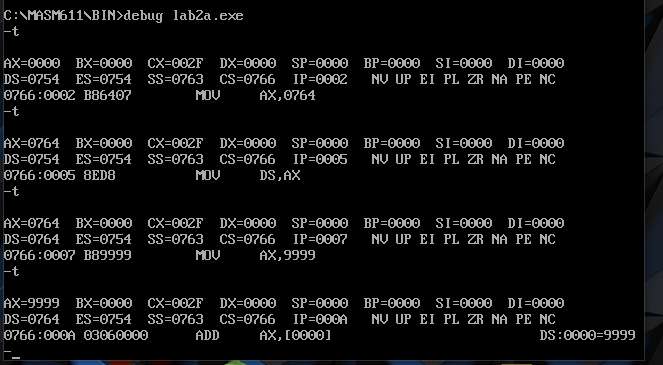 C:\MASM611\BIN>debug lab2a.exe
-t
AX=0000  BX=0000  CX=002F  DX=0000  SP=0000  BP=0000  SI=0000  DI=0000
DS=0754  ES=0754  SS=0763  CS=0766  IP=0002   NV UP EI PL ZR NA PE NC
0766:0002 B86407        MOV     AX,0764
-t
AX=0764  BX=0000  CX=002F  DX=0000  SP=0000  BP=0000  SI=0000  DI=0000
DS=0754  ES=0754  SS=0763  CS=0766  IP=0005   NV UP EI PL ZR NA PE NC
0766:0005 8ED8          MOV     DS,AX
-t
AX=0764  BX=0000  CX=002F  DX=0000  SP=0000  BP=0000  SI=0000  DI=0000
DS=0764  ES=0754  SS=0763  CS=0766  IP=0007   NV UP EI PL ZR NA PE NC
0766:0007 B89999        MOV     AX,9999
-t
AX=9999  BX=0000  CX=002F  DX=0000  SP=0000  BP=0000  SI=0000  DI=0000
DS=0764  ES=0754  SS=0763  CS=0766  IP=000A   NV UP EI PL ZR NA PE NC
0766:000A 03060000      ADD     AX,[0000]                          DS:0000=9999
-_